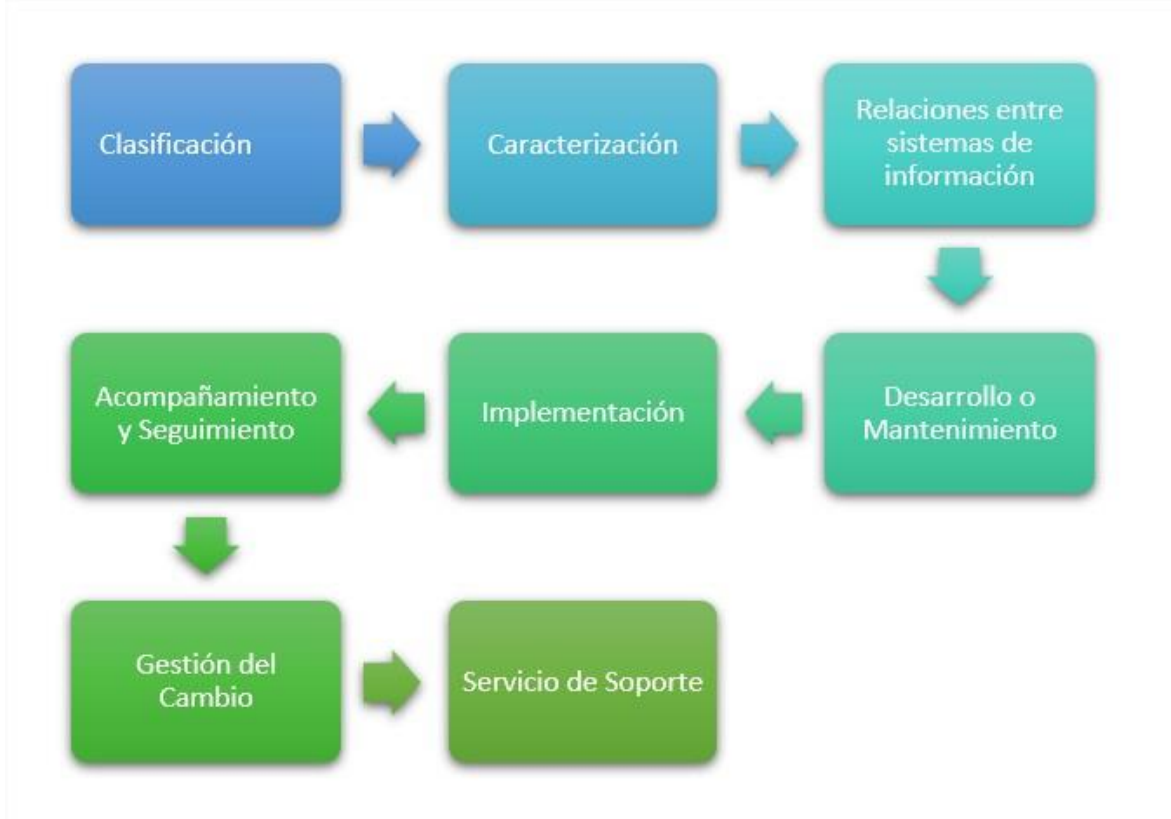 Clasificación
Caracterización
Relaciones entre
sistemas de
información
Desarrollo o
Mantenimiento
Implementación
Acompañamiento
y Seguimiento
Gestión del
Cambio
Servicio de Soporte